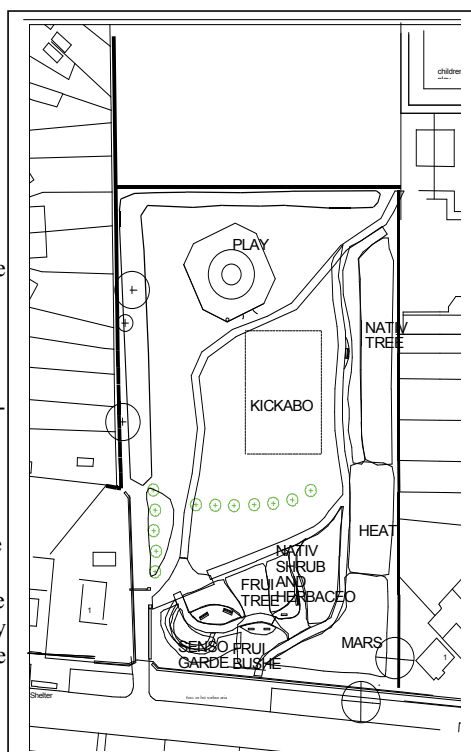 children
PLAY
NATIV
TREE
KICKABO
HEAT
NATIV
SHRUB
AND
HERBACEO
FRUI
TREE
MARS
SENSO
GARDE
FRUI
BUSHE
1
1
Shelter
e
-
e
e
y
e